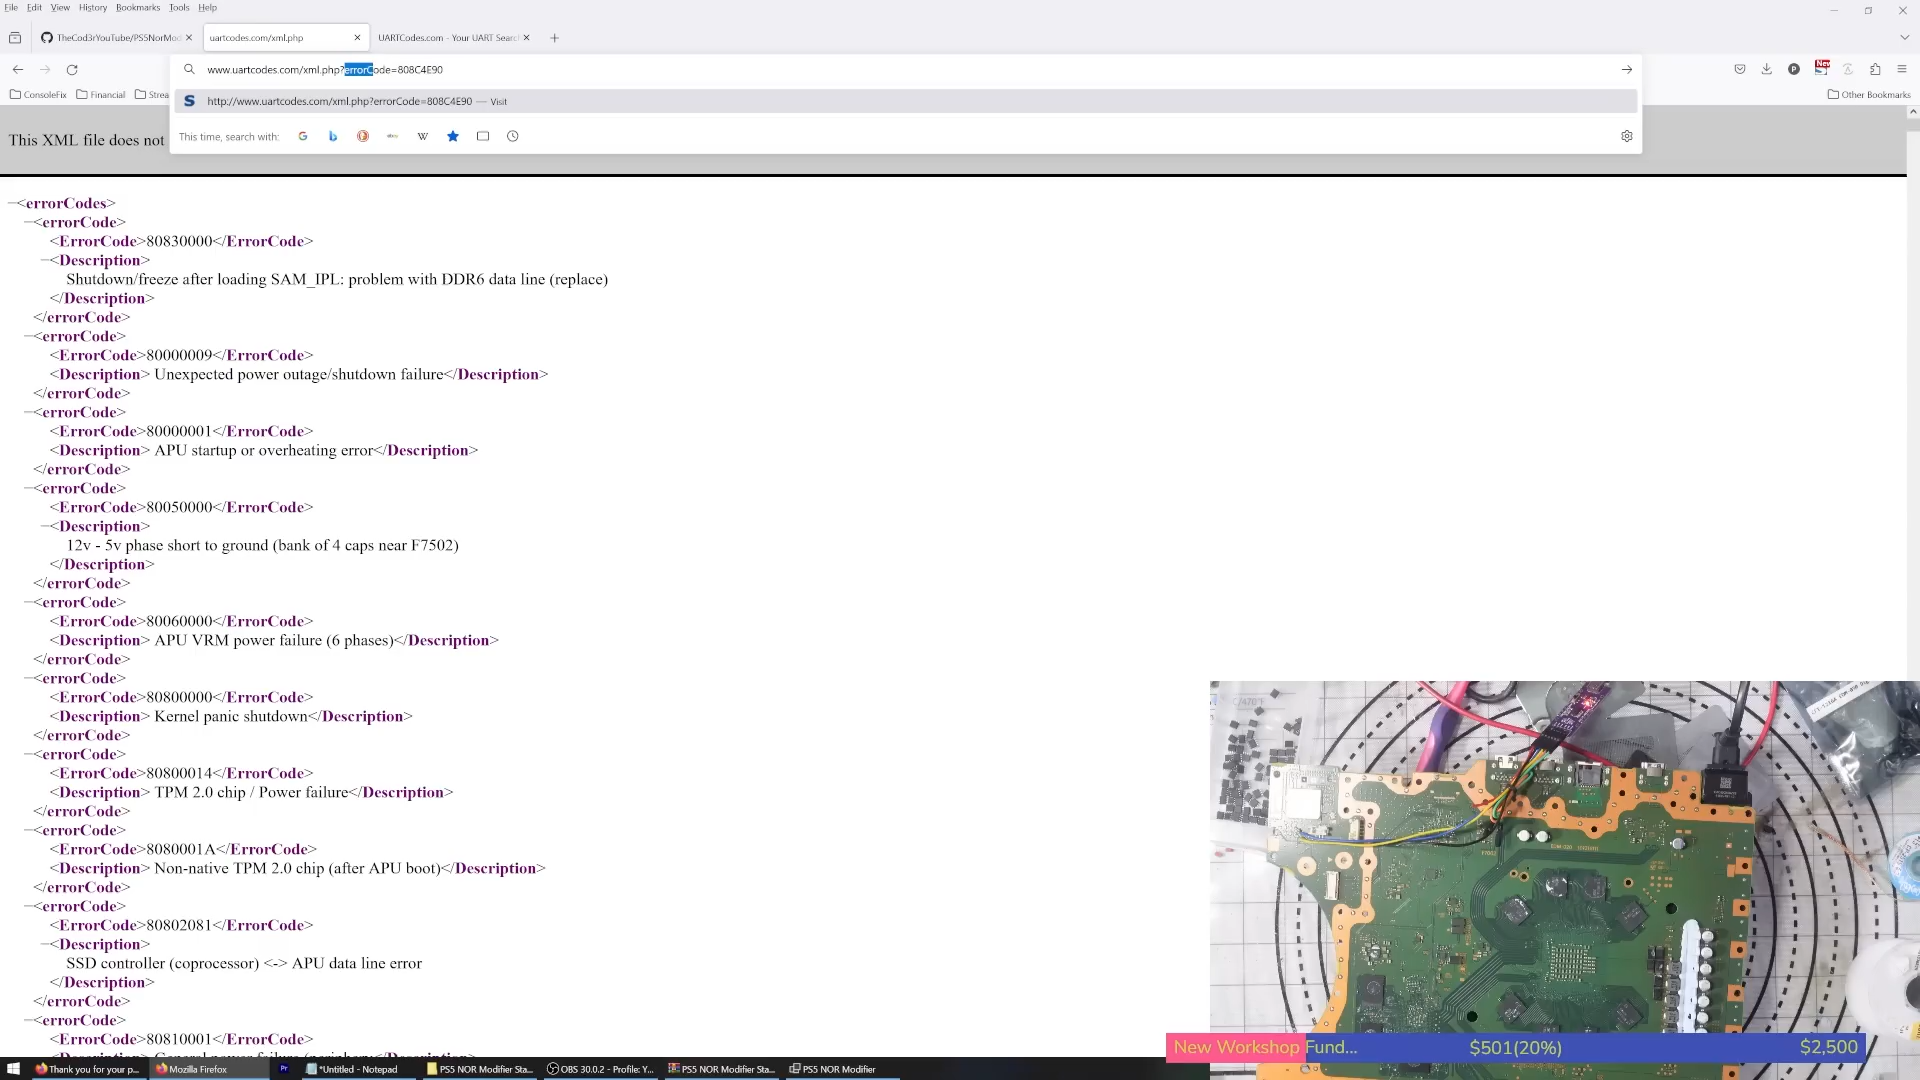 File Edit View History Bookmarks Tools Help
TheCod3rYouTube/PS5NorMod
uartcodes.com/xml.php
UARTCodes.com - Your UART Search
www.uartcodes.com/xml.php?errorCode=808C4E90
New
http://www.uartcodes.com/xml.php?errorCode=808C4E90 — Visit
ConsoleFix Financial Strea
Other Bookmarks
This time, search with:
This XML file does not
—<errorCodes>
—<errorCode>
<ErrorCode>80830000</ErrorCode>
—<Description>
Shutdown/freeze after loading SAM_IPL: problem with DDR6 data line (replace)
</Description>
</errorCode>
—<errorCode>
<ErrorCode>80000009</ErrorCode>
<Description> Unexpected power outage/shutdown failure</Description>
</errorCode>
—<errorCode>
<ErrorCode>80000001</ErrorCode>
<Description> APU startup or overheating error</Description>
</errorCode>
—<errorCode>
<ErrorCode>80050000</ErrorCode>
—<Description>
12v - 5v phase short to ground (bank of 4 caps near F7502)
</Description>
</errorCode>
—<errorCode>
<ErrorCode>80060000</ErrorCode>
<Description> APU VRM power failure (6 phases)</Description>
</errorCode>
—<errorCode>
<ErrorCode>80800000</ErrorCode>
<Description> Kernel panic shutdown</Description>
</errorCode>
—<errorCode>
<ErrorCode>80800014</ErrorCode>
<Description> TPM 2.0 chip / Power failure</Description>
</errorCode>
—<errorCode>
<ErrorCode>8080001A</ErrorCode>
<Description> Non-native TPM 2.0 chip (after APU boot)</Description>
</errorCode>
—<errorCode>
<ErrorCode>80802081</ErrorCode>
—<Description>
SSD controller (coprocessor) <-> APU data line error
</Description>
</errorCode>
—<errorCode>
<ErrorCode>80810001</ErrorCode>
New Workshop Fund... $501(20%) $2,500
Thank you for your p... Mozilla Firefox Pr *Untitled - Notepad PS5 NOR Modifier Sta... OBS 30.0.2 - Profile: Y... PS5 NOR Modifier Sta... PS5 NOR Modifier